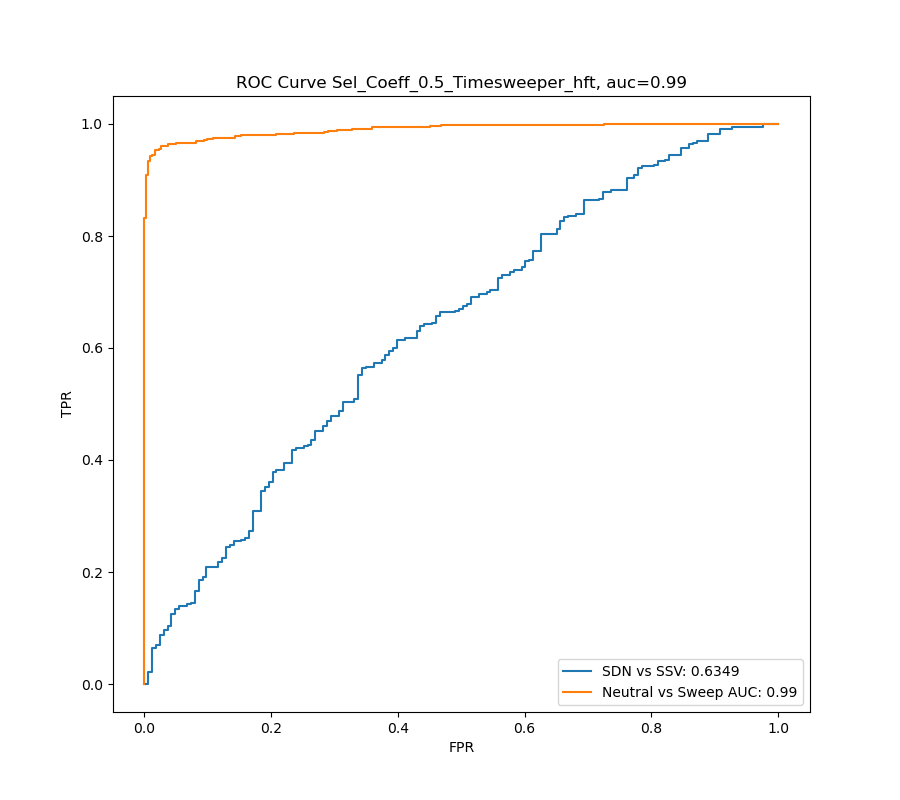 ROC Curve Sel_Coeff_0.5_Timesweeper_hft, auc=0.99
1.0
0.8
0.6
0.4
0.2
0.0
TPR
0.0 0.2 0.4 0.6 0.8 1.0
FPR
SDN vs SSV: 0.6349
Neutral vs Sweep AUC: 0.99